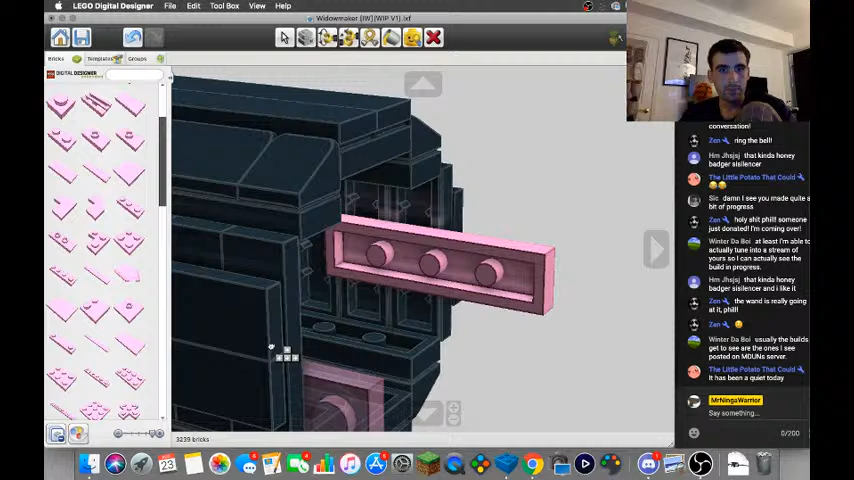 LEGO Digital Designer File Edit Tool Box View Help
Widowmaker [IW](WIP V1).lxf
Bricks Templates Groups
DIGITAL DESIGNER
3239 bricks
conversation!
Zen ring the bell!
Hm Jhsjsj that kinda honey
badger sisilencer
The Little Potato That Could
Sic damn I see you made quite a
bit of progress
Zen holy shit phill! someone
just donated! I'm coming over!
Winter Da Boi at least I'm able to
actually tune into a stream of
yours so I can actually see the
build in progress.
Hm Jhsjsj that kinda honey
badger sisilencer and i like it
Zen the wand is really going
at it, phill!
Zen
Winter Da Boi usually the builds I
get to see are the ones I see
posted on MDUNs server.
The Little Potato That Could
It has been a quiet today
MrNingaWarrior
Say something...
0/200